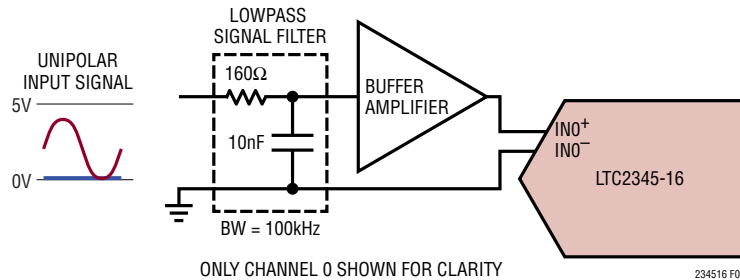 LOWPASS
SIGNAL FILTER
UNIPOLAR
INPUT SIGNAL
5V
0V
160Ω
10nF
BUFFER
AMPLIFIER
IN0+
IN0–
LTC2345-16
BW = 100kHz
ONLY CHANNEL 0 SHOWN FOR CLARITY
234516 F0